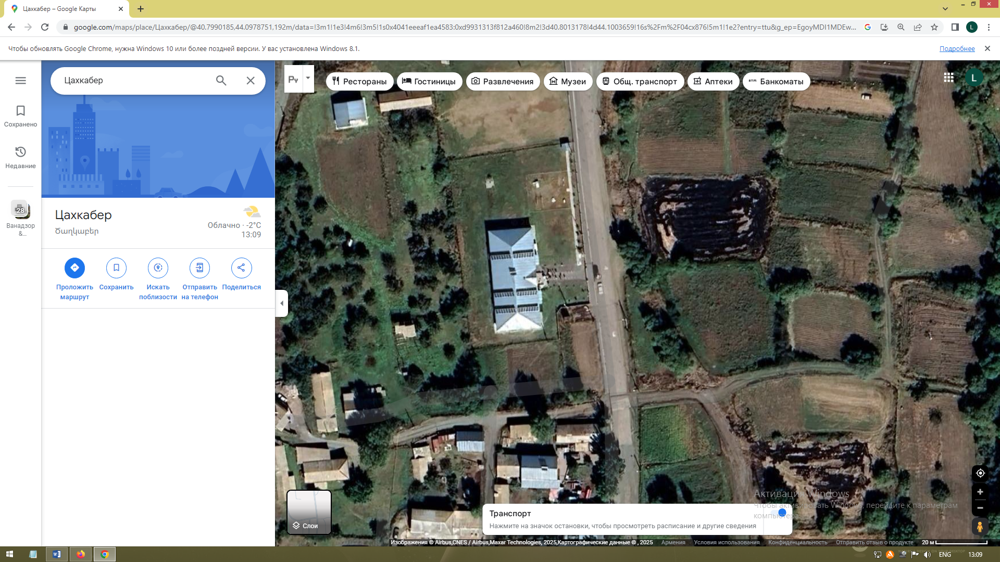 Цахкабер – Google Карты
google.com/maps/place/Цахкабер/@40.7990185,44.0978751,192m/data=!3m1!1e3!4m6!3m5!1s0x4041eeeaf1ea4583:0xd9931313f812a460!8m2!3d40.8013178!4d44.1003659!16s%2Fm%2F04cx876!5m1!1e2?entry=ttu&g_ep=EgoyMDI1MDEw...
L
Чтобы обновлять Google Chrome, нужна Windows 10 или более поздней версии. У вас установлена Windows 8.1.
Подробнее
Цахкабер
Ру
Рестораны
Гостиницы
Развлечения
Музеи
Общ. транспорт
Аптеки
Банкоматы
L
Сохранено
Недавние
28
Ванадзор
&...
Цахкабер
Ծաղկաբեր
Облачно · -2°C
13:09
Проложить
маршрут
Сохранить
Искать
поблизости
Отправить
на телефон
Поделиться
Слои
Транспорт
Нажмите на значок остановки, чтобы просмотреть расписание и другие сведения
Активация Windows
Чтобы активировать Windows, перейдите к параметрам
компьютера.
Изображения © Airbus,CNES / Airbus,Maxar Technologies, 2025,Картографические данные © , 2025
Армения
Условия использования
Конфиденциальность
Отправить отзыв о продукте
20 м
ENG
13:09